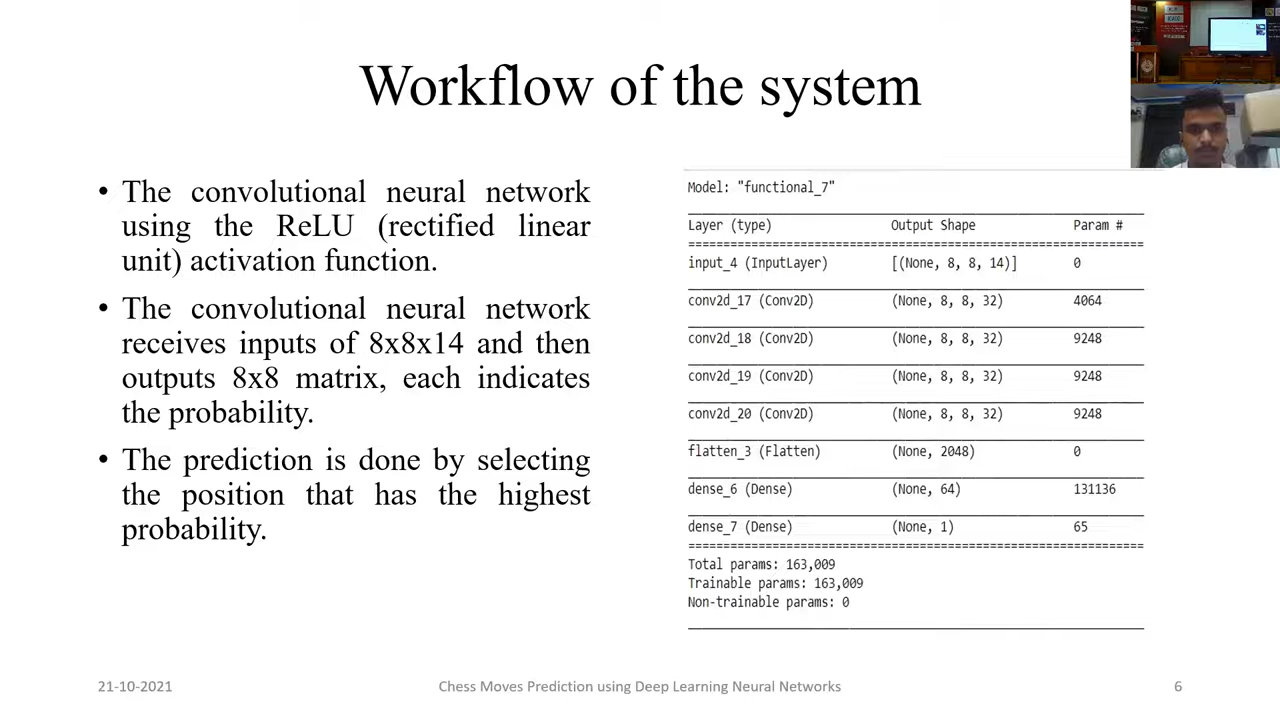 Workflow of the system
• The convolutional neural network
using the ReLU (rectified linear
unit) activation function.
• The convolutional neural network
receives inputs of 8x8x14 and then
outputs 8x8 matrix, each indicates
the probability.
• The prediction is done by selecting
the position that has the highest
probability.
Model: "functional_7"
Layer (type) Output Shape Param #
input_4 (InputLayer) [(None, 8, 8, 14)] 0
conv2d_17 (Conv2D) (None, 8, 8, 32) 4064
conv2d_18 (Conv2D) (None, 8, 8, 32) 9248
conv2d_19 (Conv2D) (None, 8, 8, 32) 9248
conv2d_20 (Conv2D) (None, 8, 8, 32) 9248
flatten_3 (Flatten) (None, 2048) 0
dense_6 (Dense) (None, 64) 131136
dense_7 (Dense) (None, 1) 65
Total params: 163,009
Trainable params: 163,009
Non-trainable params: 0
21-10-2021
Chess Moves Prediction using Deep Learning Neural Networks
6